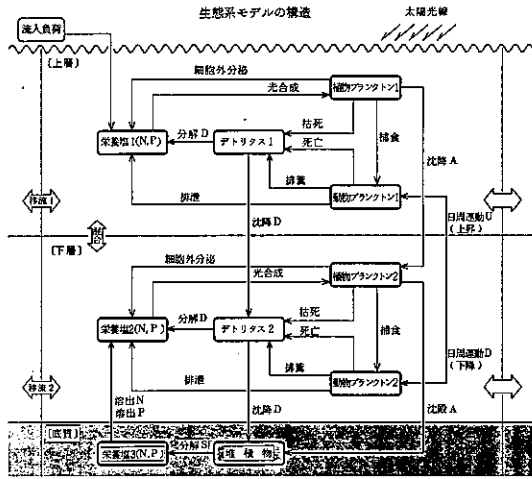 生態系モデルの構造
太陽光線
流入負荷
〔上層〕
細胞外分泌
植物プランクトン1
光合成
枯死
捕食
栄養塩1(N,P)
分解D
デトリタス1
死亡
沈降A
排糞
排泄
動物プランクトン1
移流1
沈降D
日周運動U
(上昇)
〔下層〕
細胞外分泌
植物プランクトン2
光合成
枯死
捕食
栄養塩2(N,P)
分解D
デトリタス2
死亡
日周運動D
(下降)
排糞
排泄
動物プランクトン2
移流2
溶出N
溶出P
沈降D
沈殿A
〔底質〕
分解S
栄養塩3(N,P)
堆積物